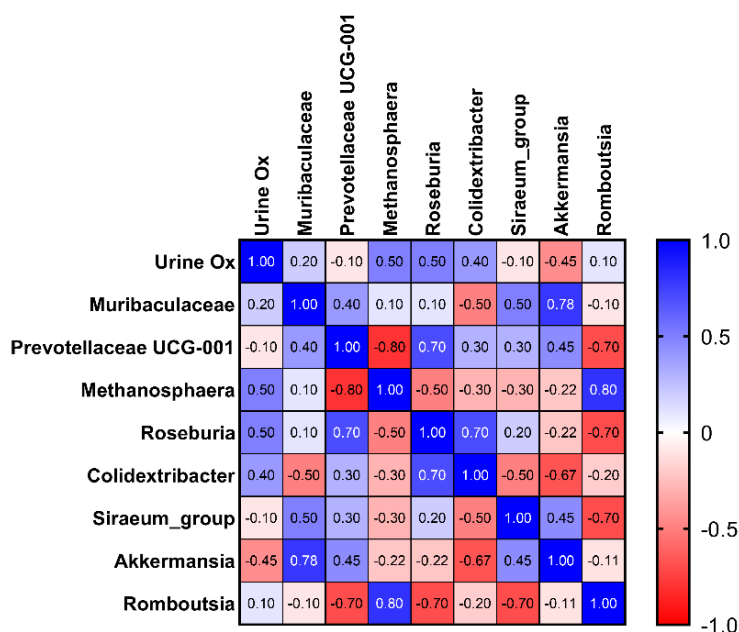 Urine Ox
Muribaculaceae
Prevotellaceae UCG-001
Methanosphaera
Roseburia
Colidextribacter
Siraeum_group
Akkermansia
Romboutsia
Urine Ox 1.00 0.20 -0.10 0.50 0.50 0.40 -0.10 -0.45 0.10
Muribaculaceae 0.20 1.00 0.40 0.10 0.10 -0.50 0.50 0.78 -0.10
Prevotellaceae UCG-001 -0.10 0.40 1.00 -0.80 0.70 0.30 0.30 0.45 -0.70
Methanosphaera 0.50 0.10 -0.80 1.00 -0.50 -0.30 -0.30 -0.22 0.80
Roseburia 0.50 0.10 0.70 -0.50 1.00 0.70 0.20 -0.22 -0.70
Colidextribacter 0.40 -0.50 0.30 -0.30 0.70 1.00 -0.50 -0.67 -0.20
Siraeum_group -0.10 0.50 0.30 -0.30 0.20 -0.50 1.00 0.45 -0.70
Akkermansia -0.45 0.78 0.45 -0.22 -0.22 -0.67 0.45 1.00 -0.11
Romboutsia 0.10 -0.10 -0.70 0.80 -0.70 -0.20 -0.70 -0.11 1.00
1.0
0.5
0
-0.5
-1.0